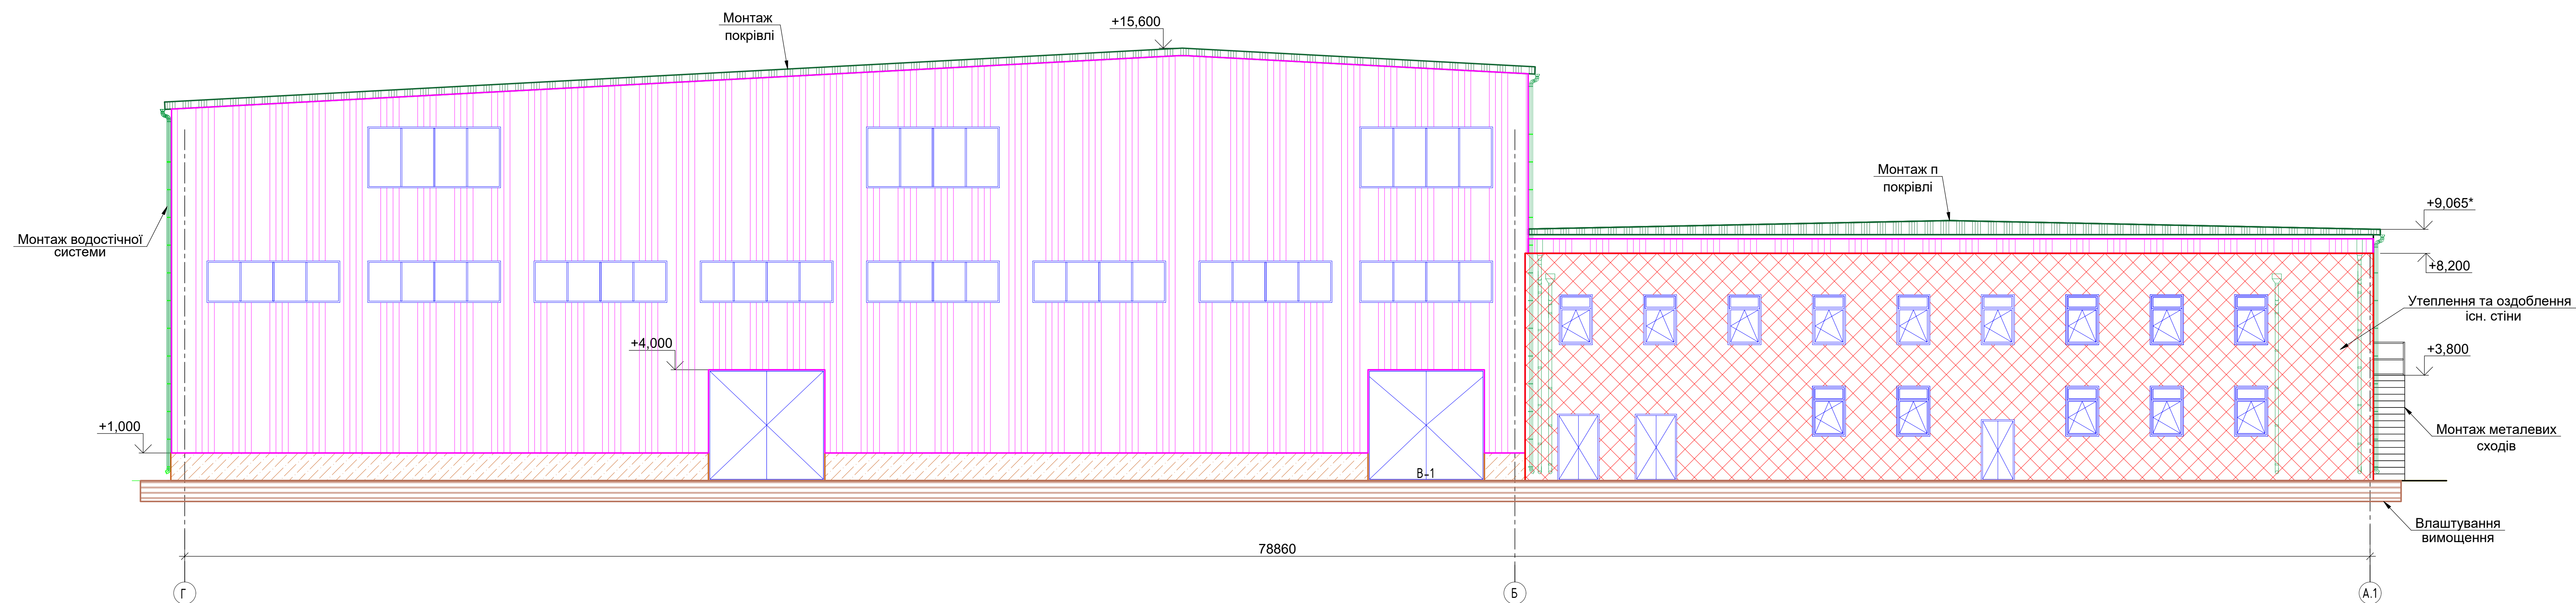 Монтаж
покрівлі
+15,600
Монтаж п
покрівлі
+9,065*
Монтаж водостічної
системи
+8,200
Утеплення та оздоблення
існ. стіни
+4,000
+3,800
+1,000
Монтаж металевих
сходів
В-1
Влаштування
вимощення
78860
Г
Б
А.1